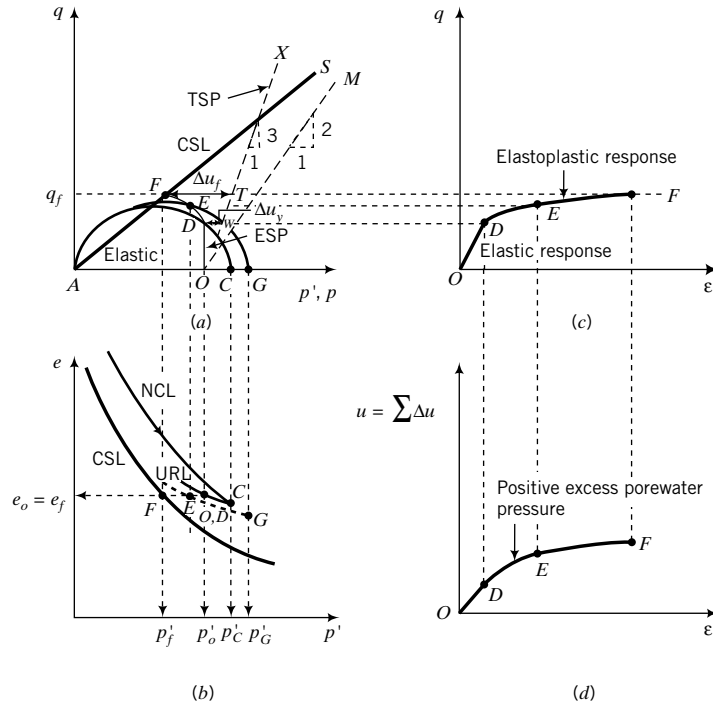 q
X
S
M
TSP
CSL
3
1
2
1
q_f
F
Δu_f
T
E
Δu_y
D
w
ESP
Elastic
A
O
C
G
p', p
(a)
q
Elastoplastic response
F
E
D
Elastic response
O
ε
(c)
e
NCL
CSL
URL
C
e_o = e_f
F
E
O,D
G
p'_f
p'_o
p'_C
p'_G
p'
(b)
u = ∑Δu
Positive excess porewater
pressure
F
E
D
O
ε
(d)